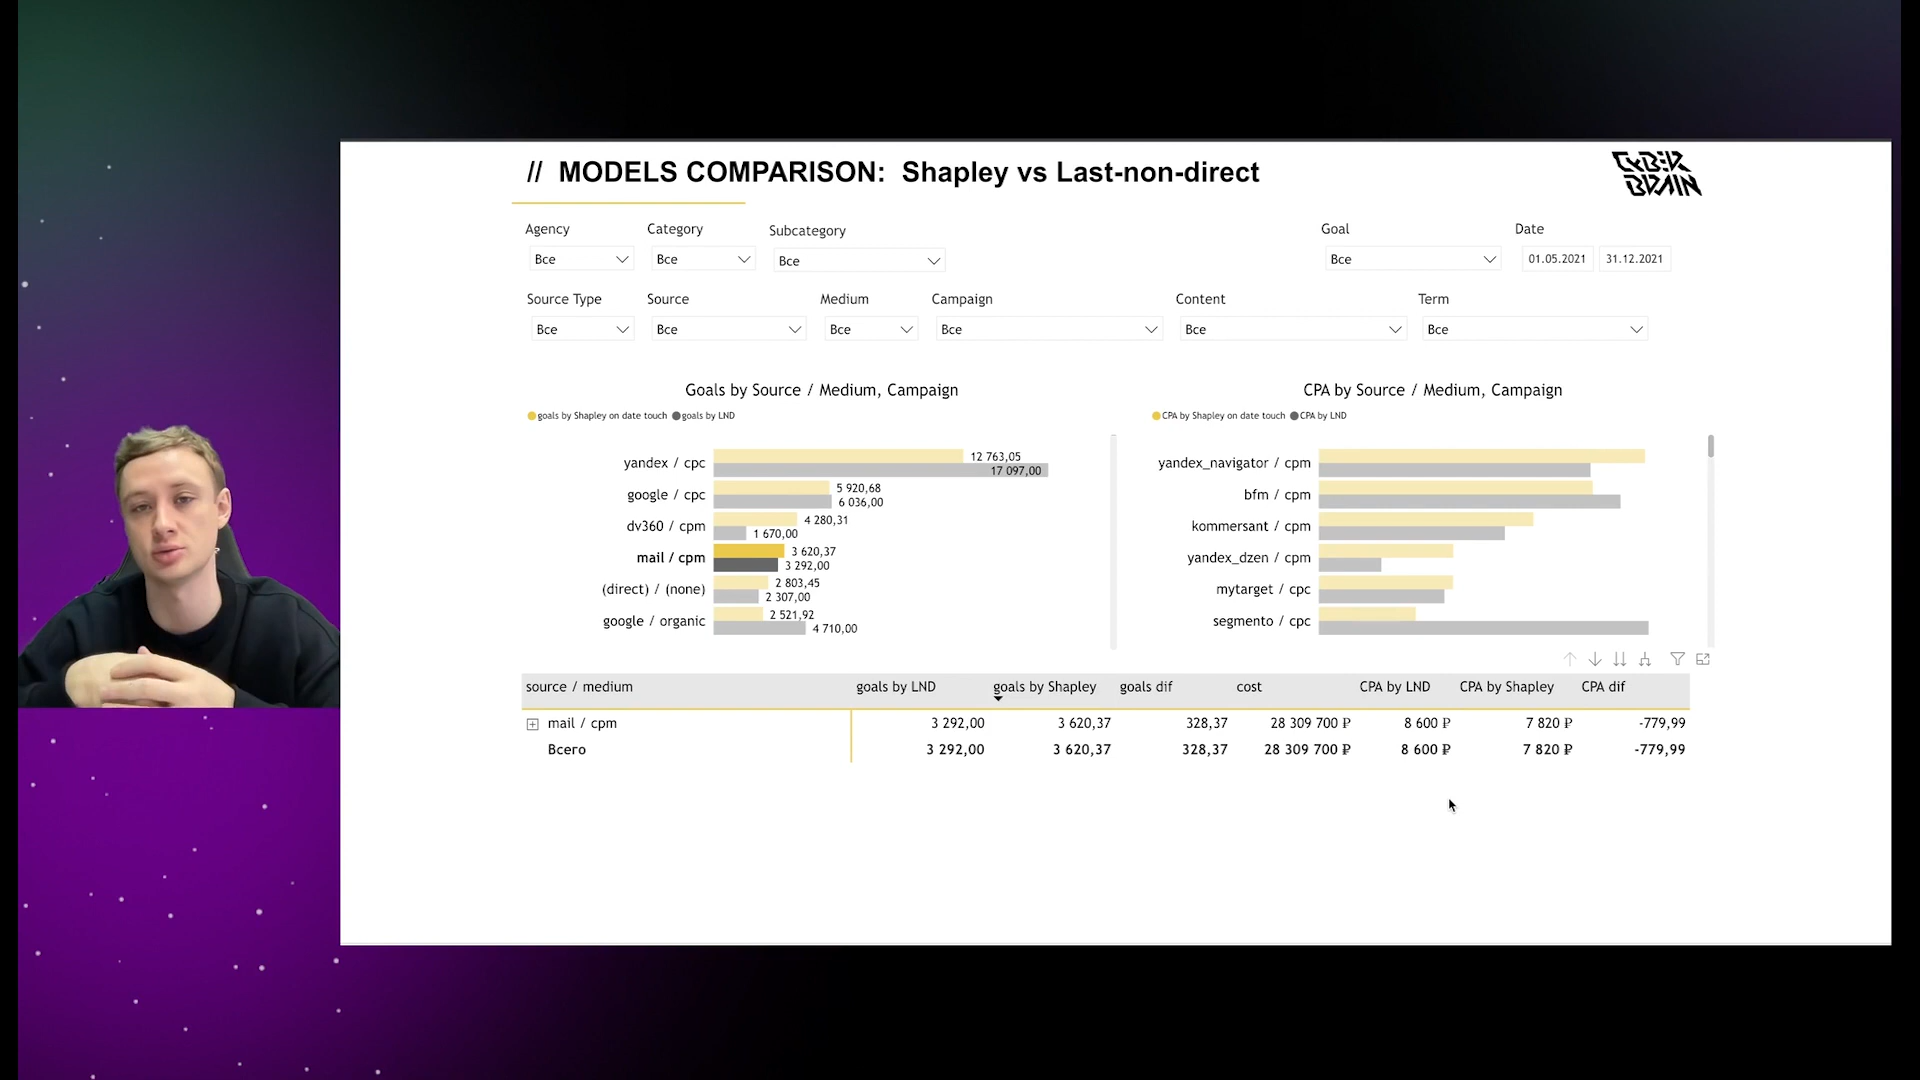 // MODELS COMPARISON: Shapley vs Last-non-direct
CYBER BRAIN
Agency Category Subcategory Goal Date
Все Все Все Все 01.05.2021 31.12.2021
Source Type Source Medium Campaign Content Term
Все Все Все Все Все Все
Goals by Source / Medium, Campaign
goals by Shapley on date touch goals by LND
yandex / cpc 12 763,05
17 097,00
google / cpc 5 920,68
6 036,00
dv360 / cpm 4 280,31
1 670,00
mail / cpm 3 620,37
3 292,00
(direct) / (none) 2 803,45
2 307,00
google / organic 2 521,92
4 710,00
CPA by Source / Medium, Campaign
CPA by Shapley on date touch CPA by LND
yandex_navigator / cpm
bfm / cpm
kommersant / cpm
yandex_dzen / cpm
mytarget / cpc
segmento / cpc
source / medium goals by LND goals by Shapley goals dif cost CPA by LND CPA by Shapley CPA dif
mail / cpm 3 292,00 3 620,37 328,37 28 309 700 ₽ 8 600 ₽ 7 820 ₽ -779,99
Всего 3 292,00 3 620,37 328,37 28 309 700 ₽ 8 600 ₽ 7 820 ₽ -779,99